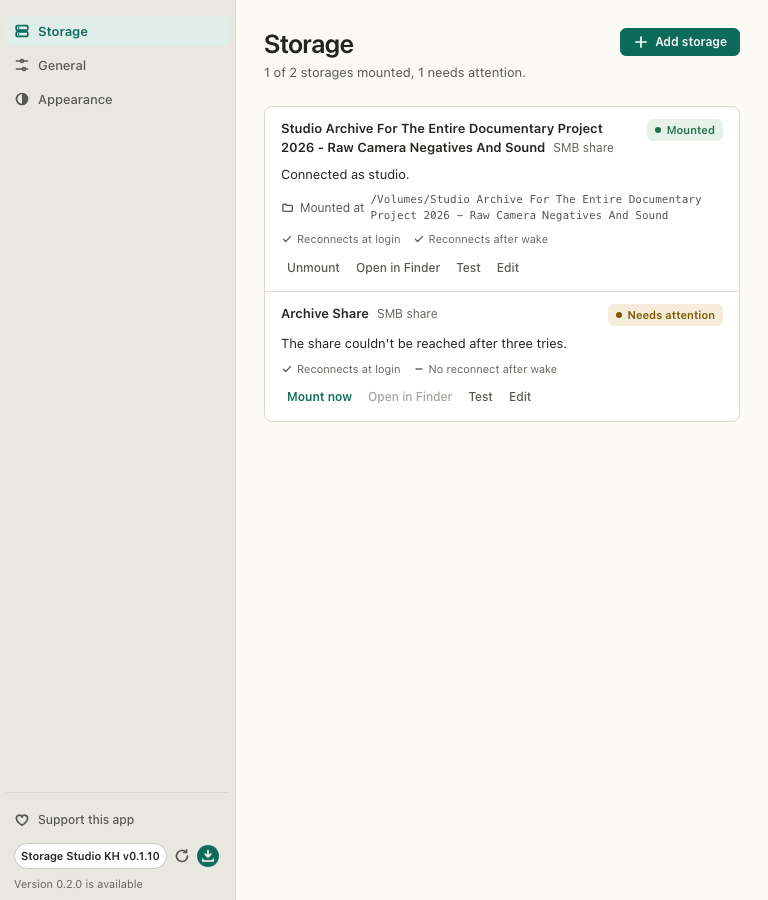 Storage
General
Appearance
Support this app
Storage Studio KH v0.1.10
Version 0.2.0 is available
Storage
Add storage
1 of 2 storages mounted, 1 needs attention.
Studio Archive For The Entire Documentary Project
2026 - Raw Camera Negatives And Sound SMB share
Mounted
Connected as studio.
Mounted at /Volumes/Studio Archive For The Entire Documentary
Project 2026 – Raw Camera Negatives And Sound
Reconnects at login Reconnects after wake
Unmount Open in Finder Test Edit
Archive Share SMB share
Needs attention
The share couldn't be reached after three tries.
Reconnects at login No reconnect after wake
Mount now Open in Finder Test Edit